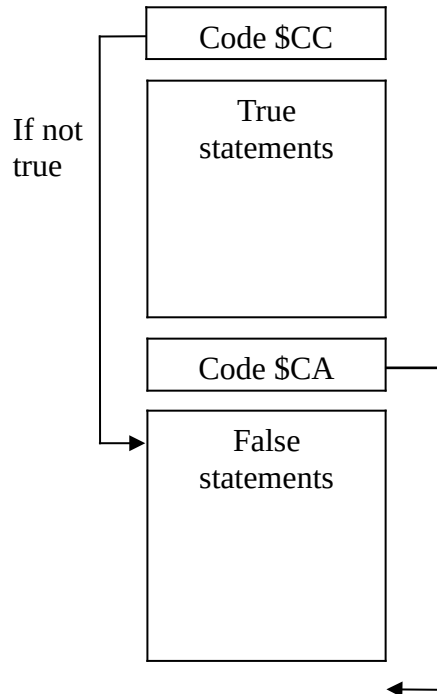 Code $CC
True
statements
If not
true
Code $CA
False
statements